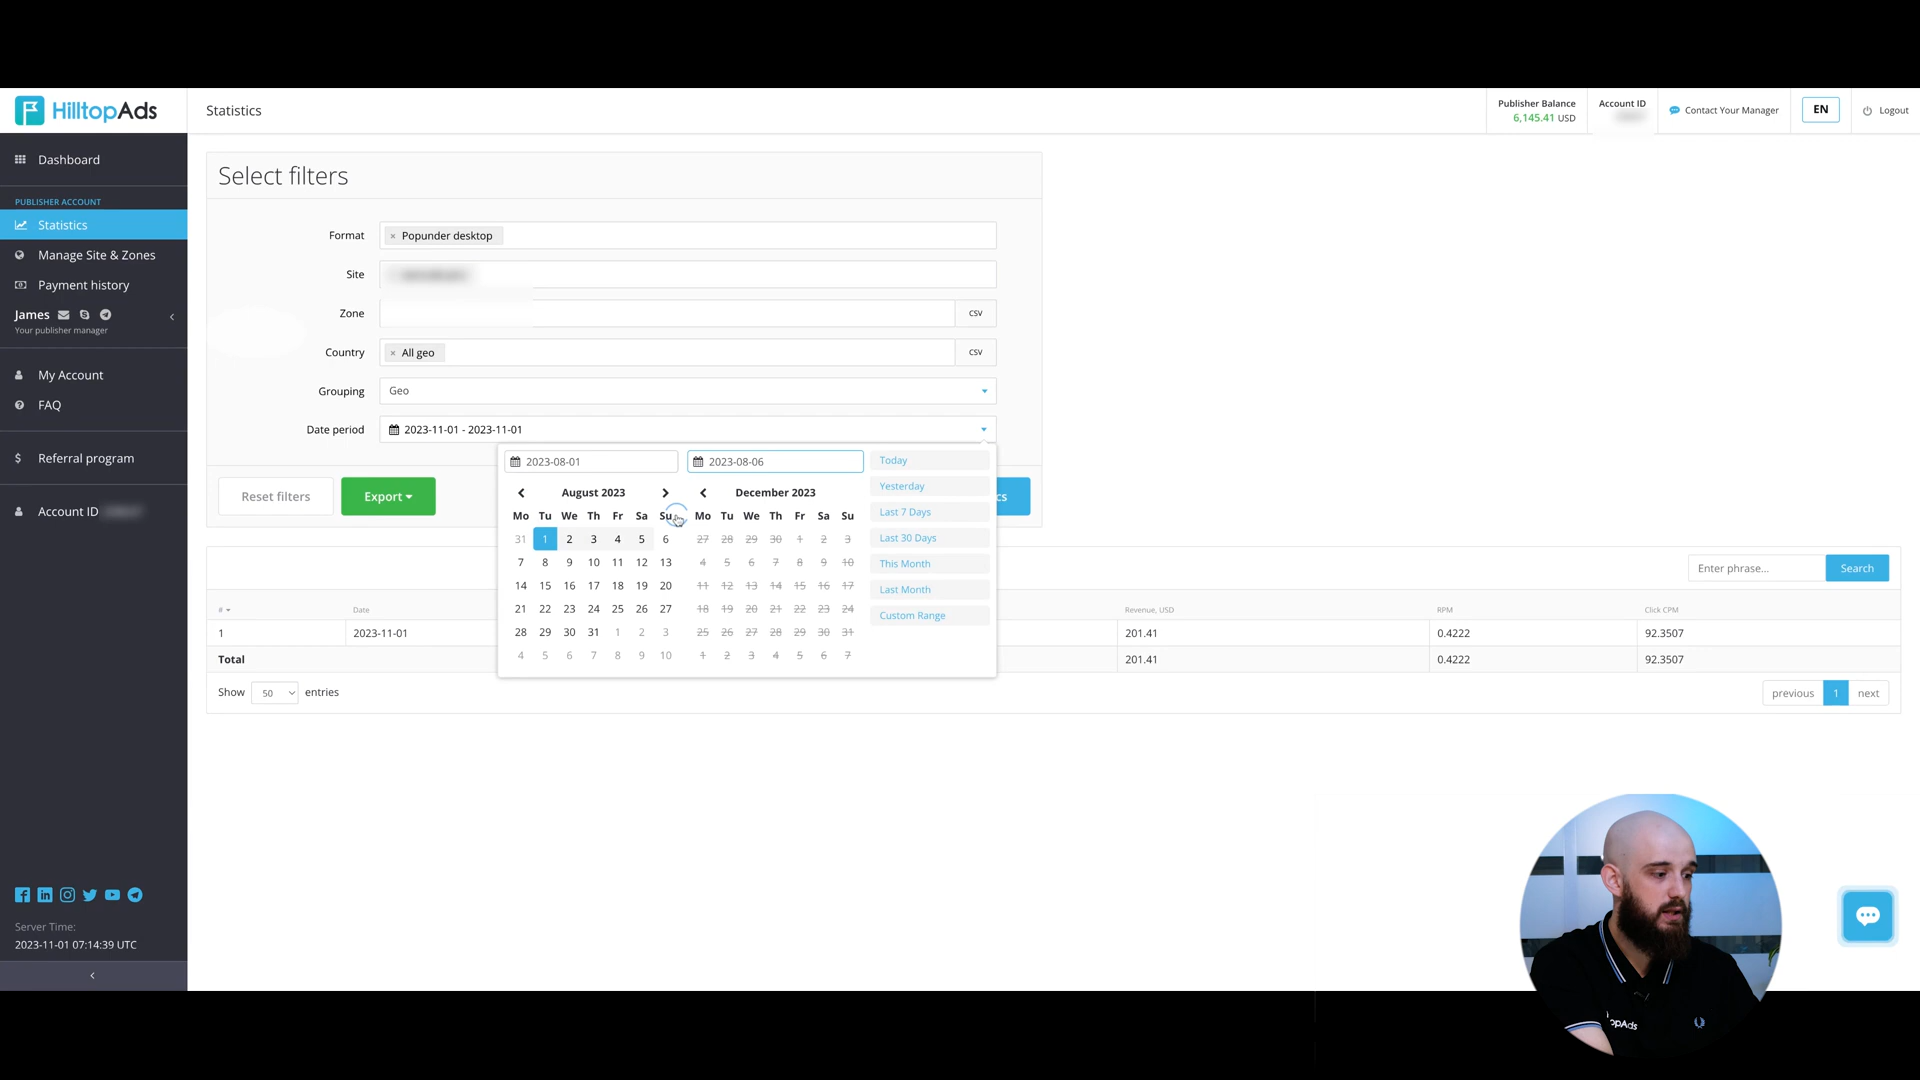 HilltopAds
Statistics
Publisher Balance
6,145.41 USD
Account ID
Contact Your Manager
EN
Logout
Dashboard
PUBLISHER ACCOUNT
Statistics
Manage Site & Zones
Payment history
James
Your publisher manager
My Account
FAQ
Referral program
Account ID
Server Time:
2023-11-01 07:14:39 UTC
Select filters
Format
× Popunder desktop
Site
Zone
CSV
Country
× All geo
CSV
Grouping
Geo
Date period
2023-11-01 - 2023-11-01
Reset filters
Export
cs
2023-08-01
2023-08-06
August 2023
December 2023
Mo Tu We Th Fr Sa Su
31 1 2 3 4 5 6
7 8 9 10 11 12 13
14 15 16 17 18 19 20
21 22 23 24 25 26 27
28 29 30 31 1 2 3
4 5 6 7 8 9 10
Mo Tu We Th Fr Sa Su
27 28 29 30 1 2 3
4 5 6 7 8 9 10
11 12 13 14 15 16 17
18 19 20 21 22 23 24
25 26 27 28 29 30 31
1 2 3 4 5 6 7
Today
Yesterday
Last 7 Days
Last 30 Days
This Month
Last Month
Custom Range
Enter phrase...
Search
# Date Revenue, USD RPM Click CPM
1 2023-11-01 201.41 0.4222 92.3507
Total 201.41 0.4222 92.3507
Show 50 entries
previous 1 next
opAds